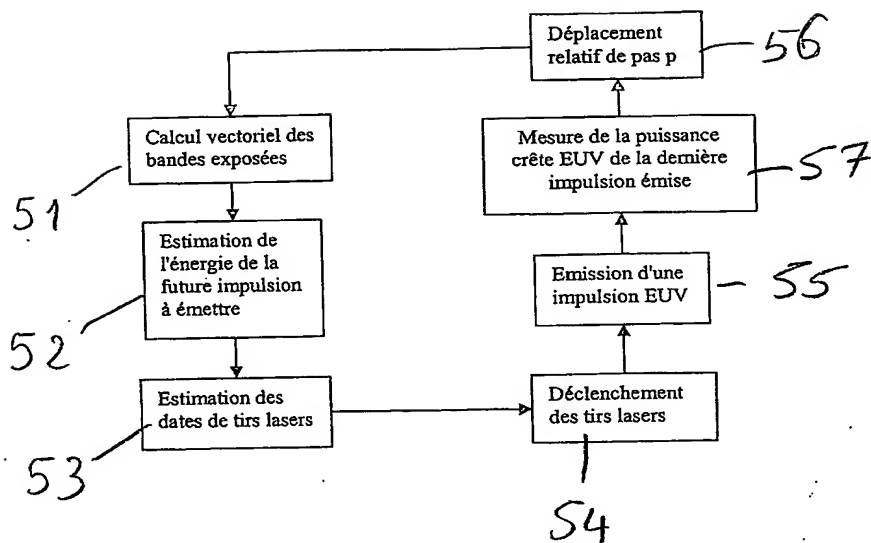 Déplacement
relatif de pas p
56
Calcul vectoriel des
bandes exposées
51
Mesure de la puissance
crête EUV de la dernière
impulsion émise
57
Estimation de
l'énergie de la
future impulsion
à émettre
52
Emission d'une
impulsion EUV
55
Estimation des
dates de tirs lasers
53
Déclenchement
des tirs lasers
54